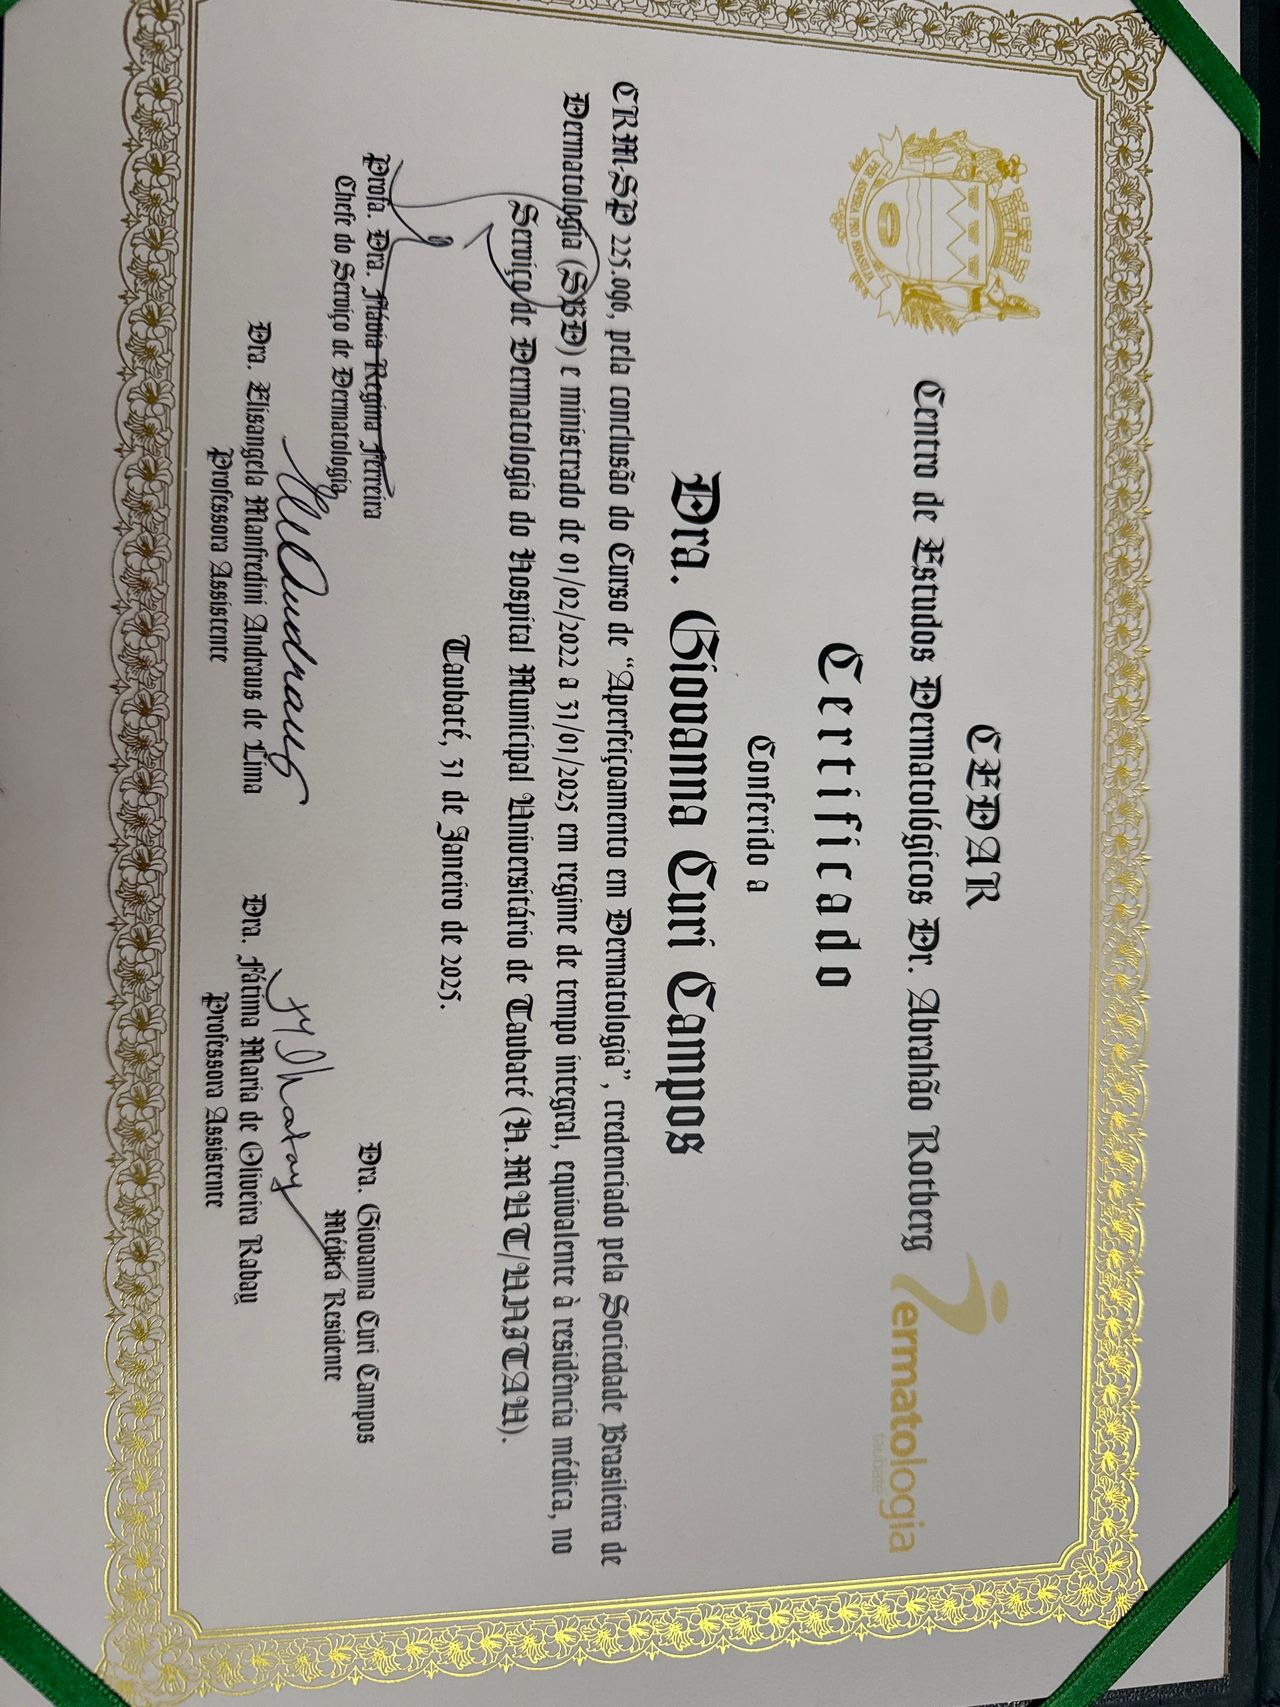 CEDAR
Centro de Estudos Dermatológicos Dr. Abrahão Rotberg
Dermatologia
taubaté
Certificado
Conferido a
Dra. Giovanna Curi Campos
CRM-SP 225.096, pela conclusão do Curso de “Aperfeiçoamento em Dermatologia”, credenciado pela Sociedade Brasileira de
Dermatologia (SBD) e ministrado de 01/02/2022 a 31/01/2025 em regime de tempo integral, equivalente à residência médica, no
Serviço de Dermatologia do Hospital Municipal Universitário de Taubaté (H.MUT/UNITAU).
Taubaté, 31 de Janeiro de 2025.
Profa. Dra. Flávia Regina Ferreira
Chefe do Serviço de Dermatologia
Dra. Giovanna Curi Campos
Médica Residente
Dra. Elisangela Manfredini Andraus de Lima
Professora Assistente
Dra. Fátima Maria de Oliveira Rabay
Professora Assistente